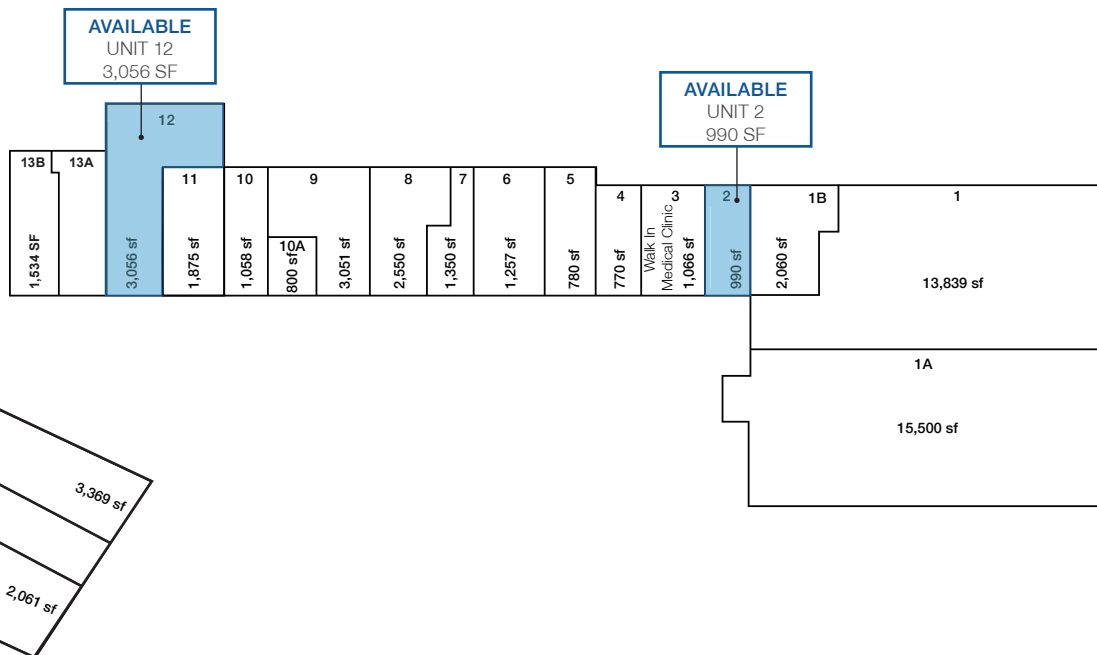 AVAILABLE
UNIT 12
3,056 SF
AVAILABLE
UNIT 2
990 SF
12
13B
13A
11
10
9
8
7
6
5
4
3
2
1B
1
10A
1,534 SF
3,056 sf
1,875 sf
1,058 sf
800 sf
3,051 sf
2,550 sf
1,350 sf
1,257 sf
780 sf
770 sf
Walk In
Medical Clinic
1,066 sf
990 sf
2,060 sf
13,839 sf
1A
15,500 sf
3,369 sf
2,061 sf